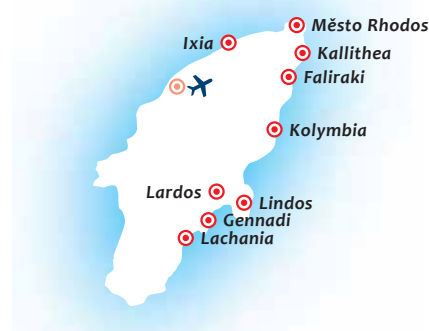 Město Rhodos
Ixia
Kallithea
Faliraki
Kolymbia
Lardos
Lindos
Gennadi
Lachania